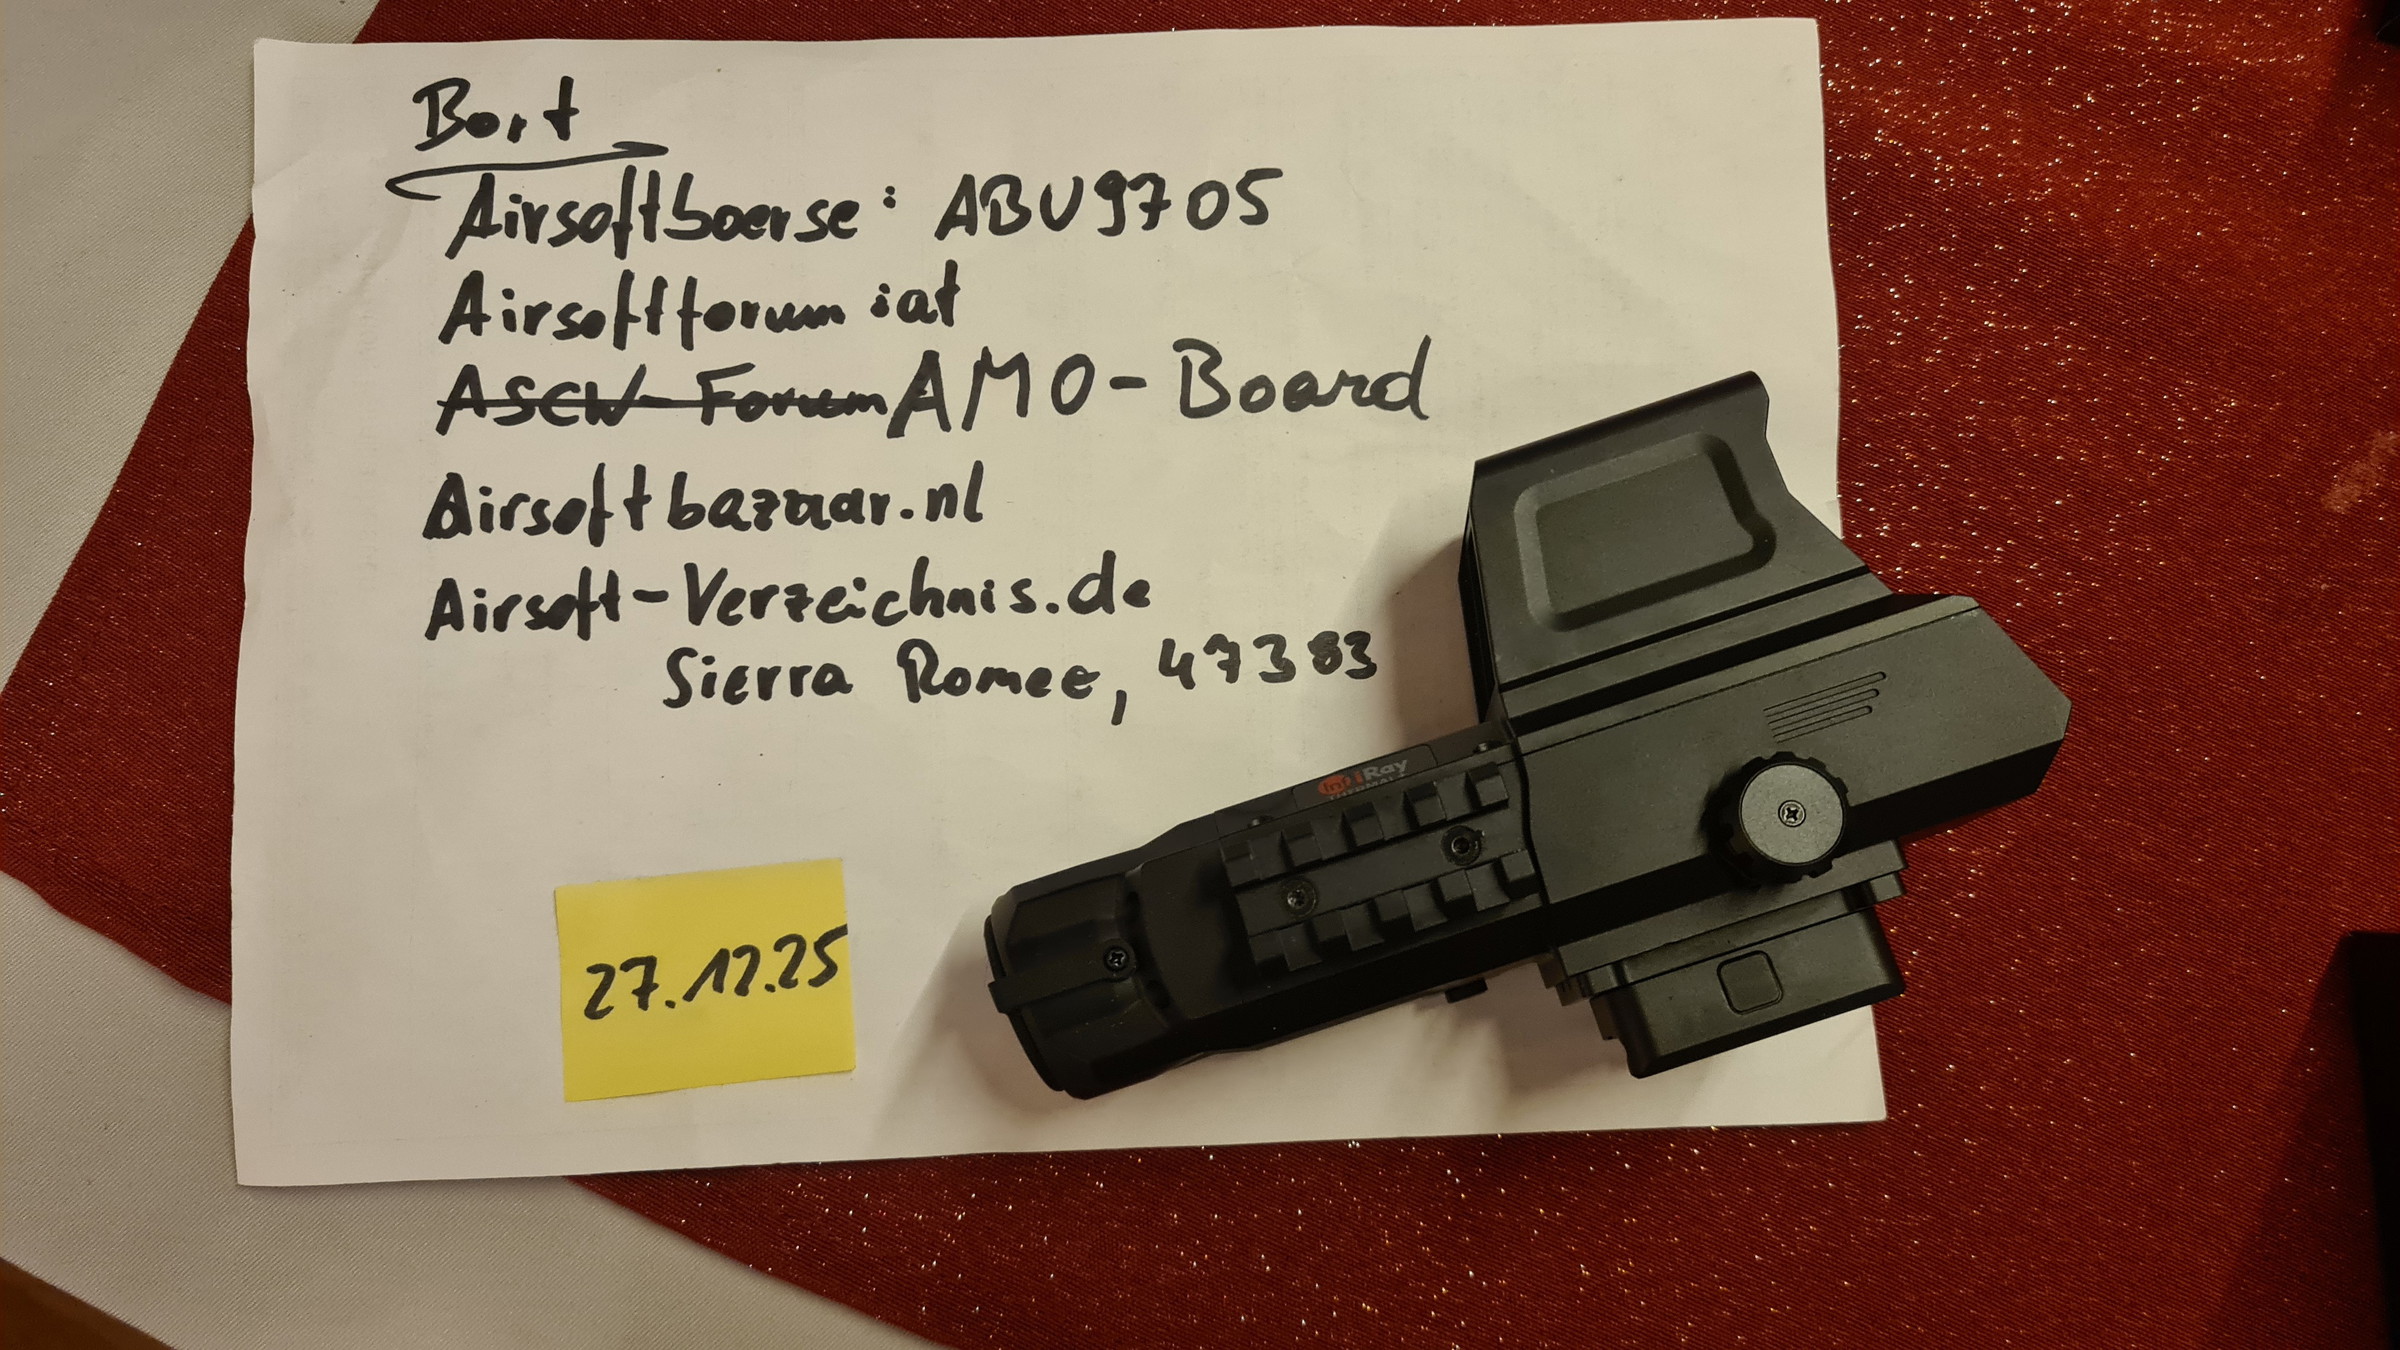 Bort
Airsoftboerse: ABU9705
Airsoftforum:at
ASCW-Forum AMO-Board
Airsoftbazaar.nl
Airsoft-Verzeichnis.de
Sierra Romee, 47383
InfiRay
27.12.25